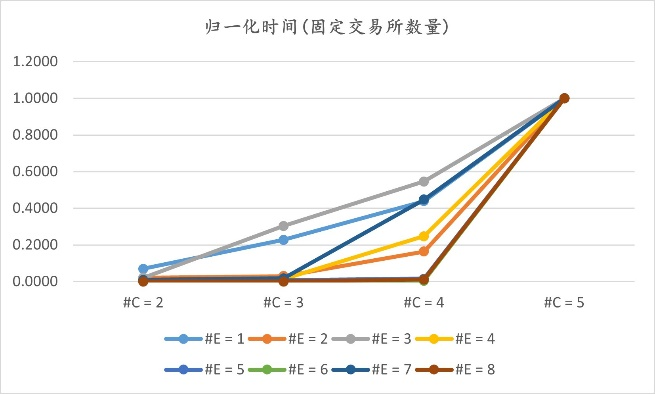 归一化时间(固定交易所数量)
1.2000
1.0000
0.8000
0.6000
0.4000
0.2000
0.0000
#C = 2 #C = 3 #C = 4 #C = 5
#E = 1 #E = 2 #E = 3 #E = 4
#E = 5 #E = 6 #E = 7 #E = 8